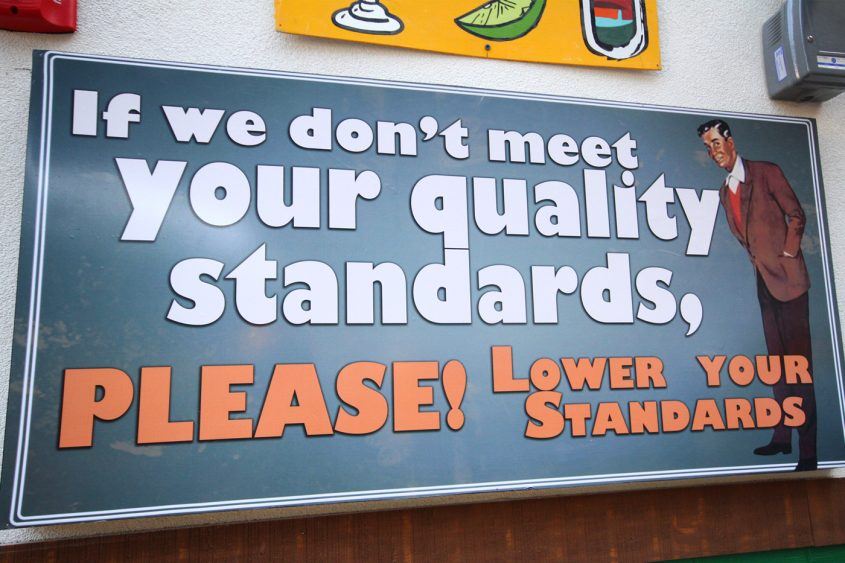 If we don't meet
your quality
standards,
PLEASE! LOWER YOUR
STANDARDS